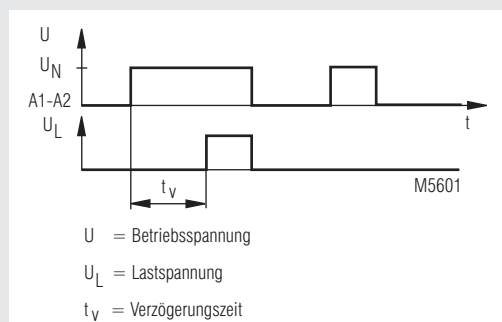 U
U_N
A1-A2
t
U_L
M5601
t_v
U = Betriebsspannung
U_L = Lastspannung
t_v = Verzögerungszeit